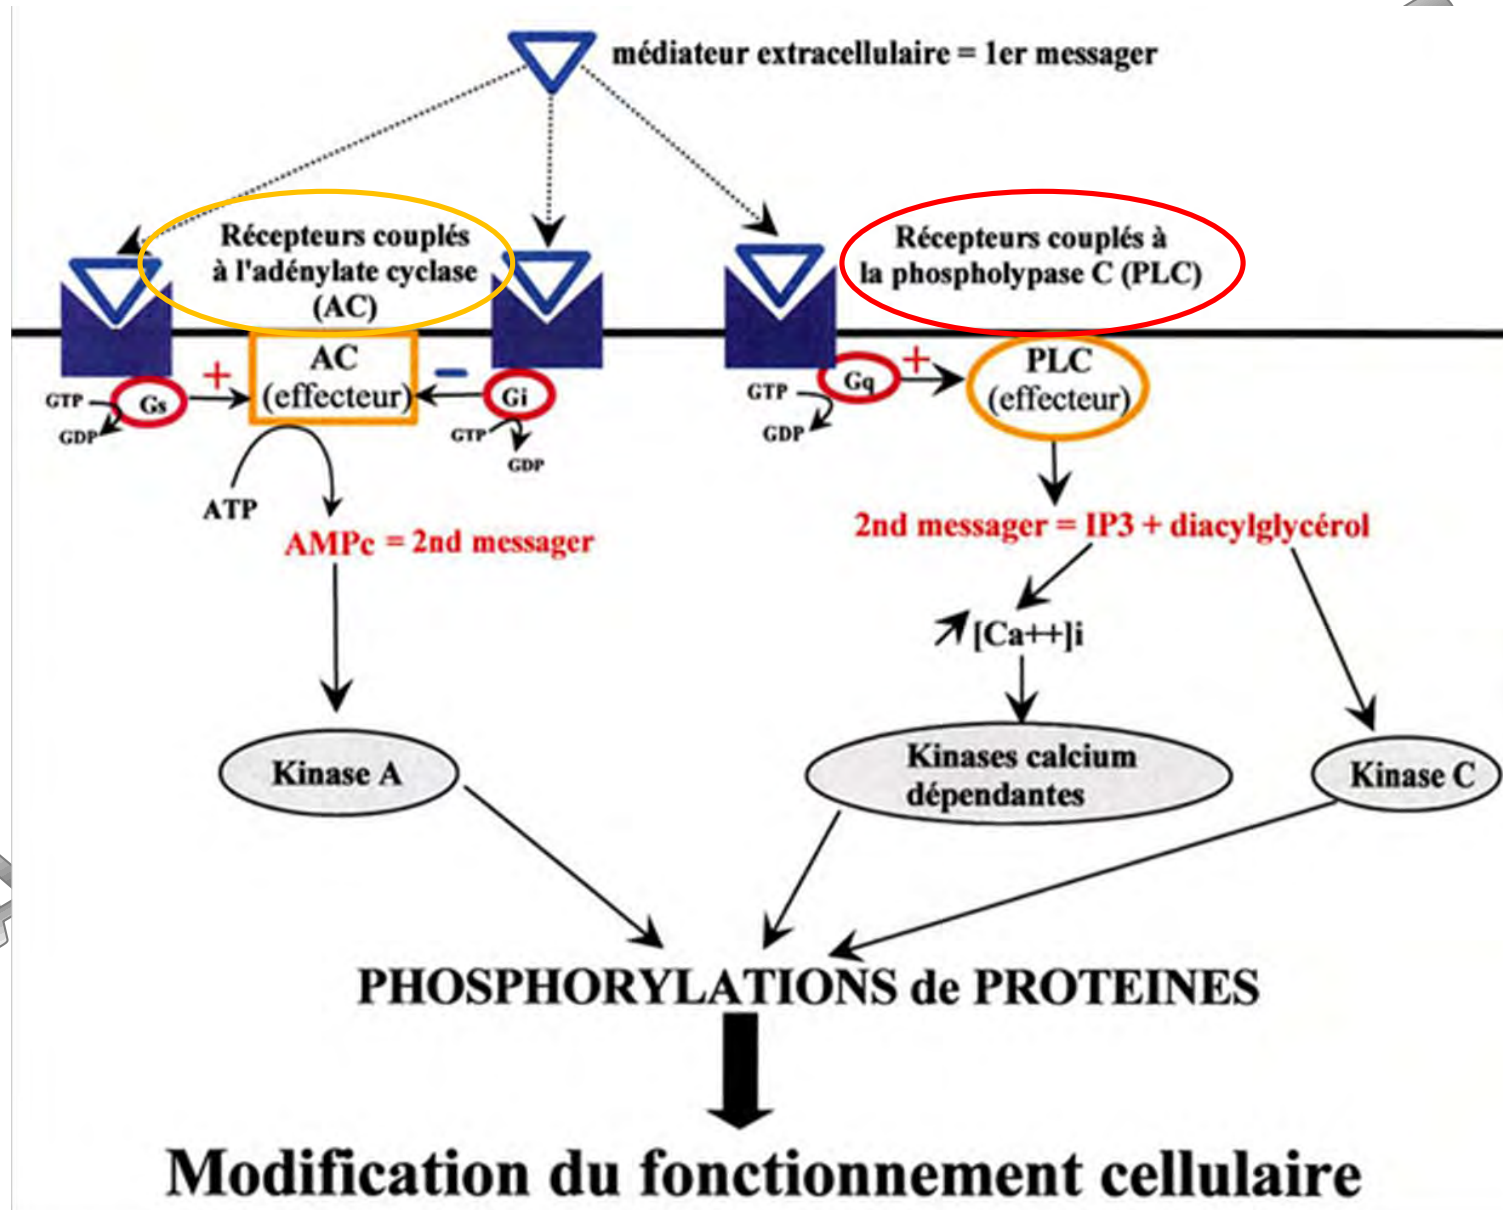 médiateur extracellulaire = 1er messager
Récepteurs couplés
à l'adénylate cyclase
(AC)
Récepteurs couplés à
la phospholypase C (PLC)
AC
(effecteur)
PLC
(effecteur)
+
−
+
GTP
Gs
GDP
Gi
GTP
GDP
GTP
Gq
GDP
ATP
AMPc = 2nd messager
2nd messager = IP3 + diacylglycérol
[Ca++]i
Kinase A
Kinases calcium
dépendantes
Kinase C
PHOSPHORYLATIONS de PROTEINES
Modification du fonctionnement cellulaire